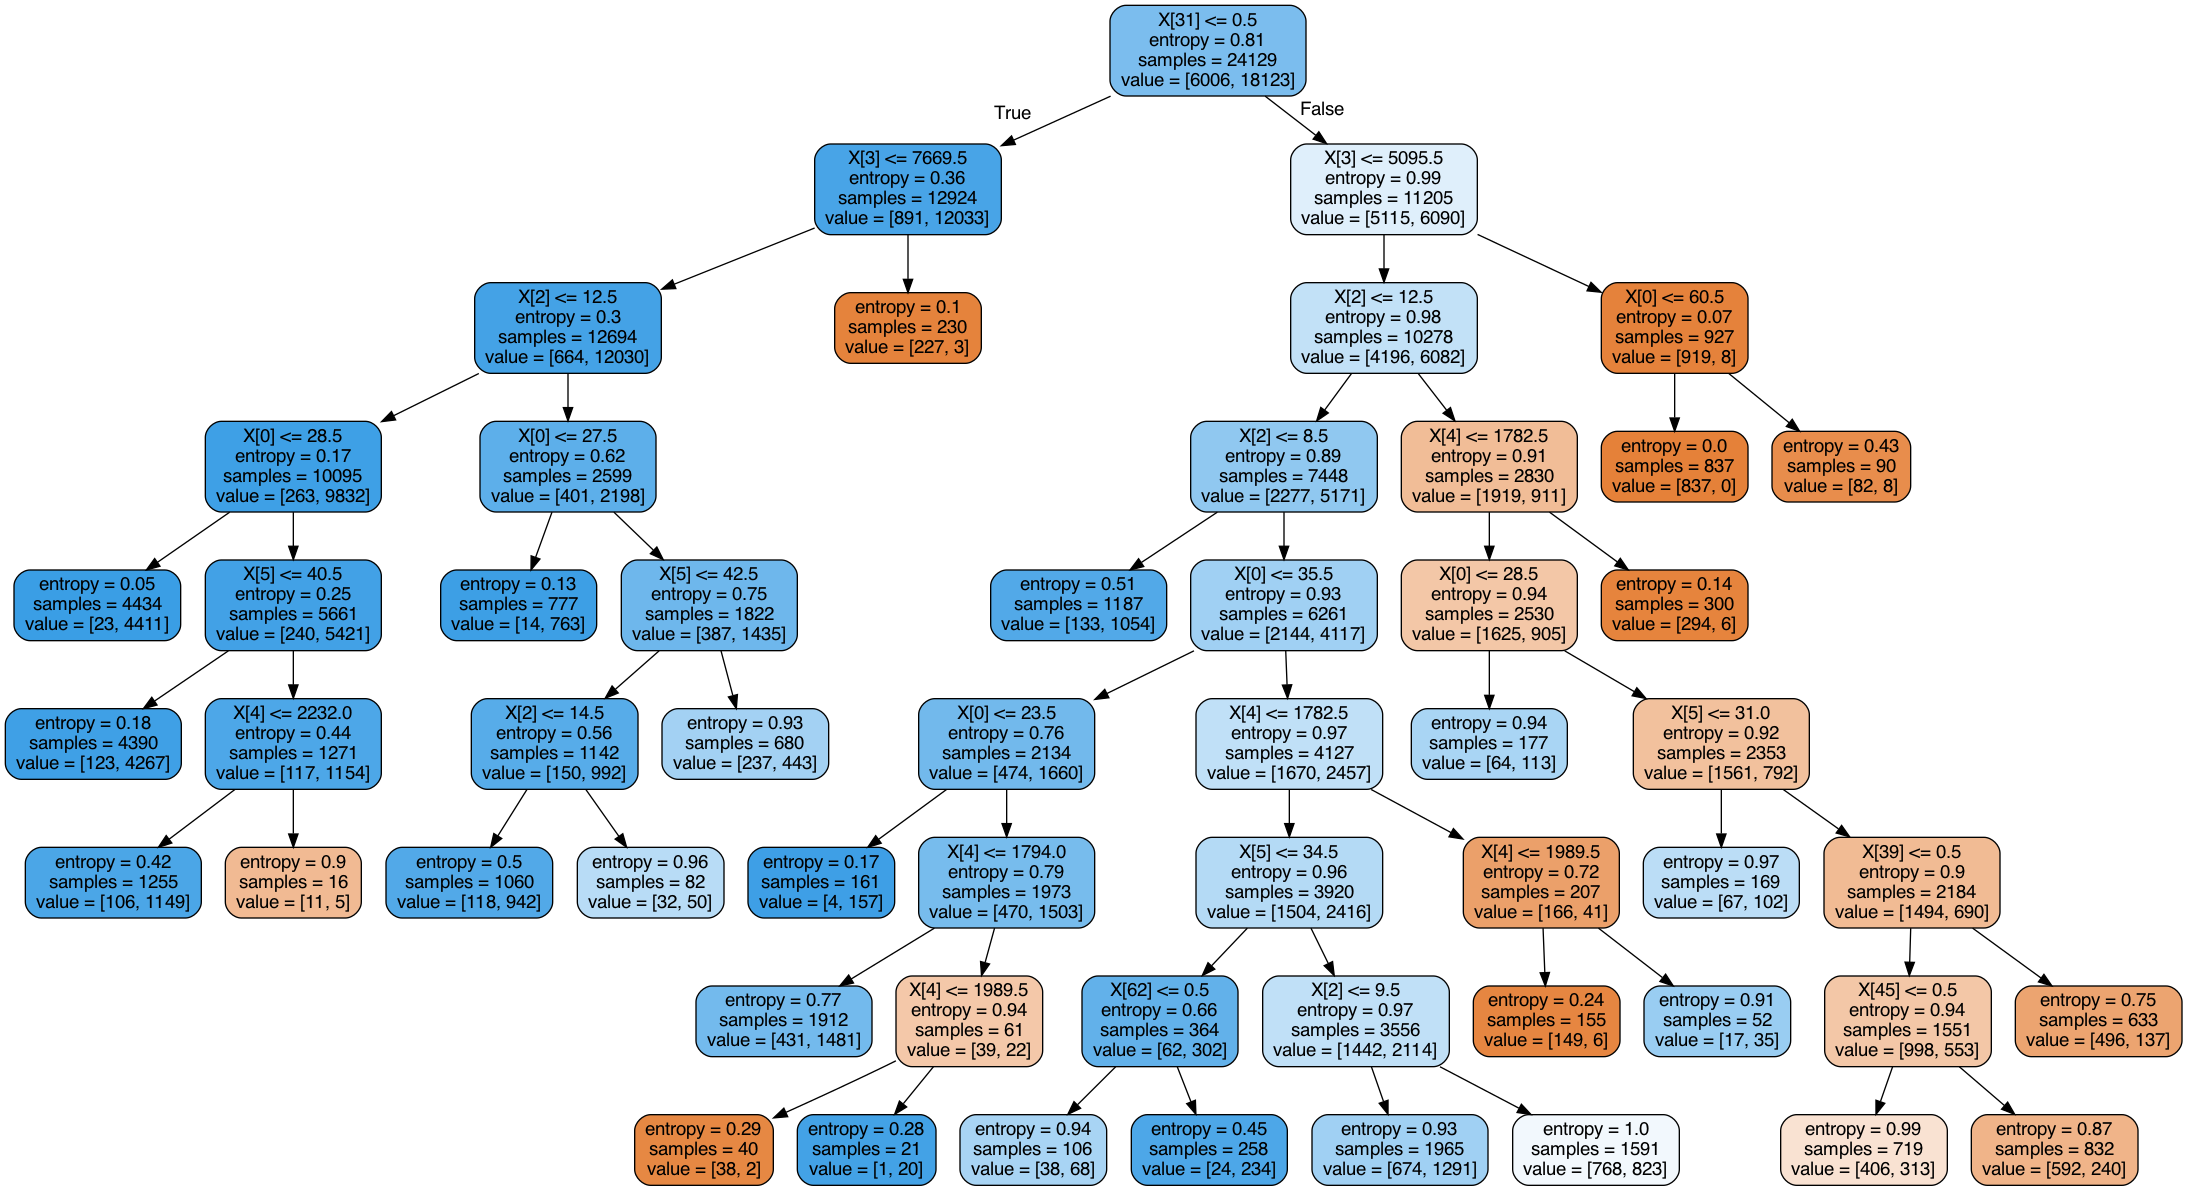 X[31] <= 0.5
entropy = 0.81
samples = 24129
value = [6006, 18123]
True
False
X[3] <= 7669.5
entropy = 0.36
samples = 12924
value = [891, 12033]
X[3] <= 5095.5
entropy = 0.99
samples = 11205
value = [5115, 6090]
X[2] <= 12.5
entropy = 0.3
samples = 12694
value = [664, 12030]
entropy = 0.1
samples = 230
value = [227, 3]
X[2] <= 12.5
entropy = 0.98
samples = 10278
value = [4196, 6082]
X[0] <= 60.5
entropy = 0.07
samples = 927
value = [919, 8]
X[0] <= 28.5
entropy = 0.17
samples = 10095
value = [263, 9832]
X[0] <= 27.5
entropy = 0.62
samples = 2599
value = [401, 2198]
X[2] <= 8.5
entropy = 0.89
samples = 7448
value = [2277, 5171]
X[4] <= 1782.5
entropy = 0.91
samples = 2830
value = [1919, 911]
entropy = 0.0
samples = 837
value = [837, 0]
entropy = 0.43
samples = 90
value = [82, 8]
entropy = 0.05
samples = 4434
value = [23, 4411]
X[5] <= 40.5
entropy = 0.25
samples = 5661
value = [240, 5421]
entropy = 0.13
samples = 777
value = [14, 763]
X[5] <= 42.5
entropy = 0.75
samples = 1822
value = [387, 1435]
entropy = 0.51
samples = 1187
value = [133, 1054]
X[0] <= 35.5
entropy = 0.93
samples = 6261
value = [2144, 4117]
X[0] <= 28.5
entropy = 0.94
samples = 2530
value = [1625, 905]
entropy = 0.14
samples = 300
value = [294, 6]
entropy = 0.18
samples = 4390
value = [123, 4267]
X[4] <= 2232.0
entropy = 0.44
samples = 1271
value = [117, 1154]
X[2] <= 14.5
entropy = 0.56
samples = 1142
value = [150, 992]
entropy = 0.93
samples = 680
value = [237, 443]
X[0] <= 23.5
entropy = 0.76
samples = 2134
value = [474, 1660]
X[4] <= 1782.5
entropy = 0.97
samples = 4127
value = [1670, 2457]
entropy = 0.94
samples = 177
value = [64, 113]
X[5] <= 31.0
entropy = 0.92
samples = 2353
value = [1561, 792]
entropy = 0.42
samples = 1255
value = [106, 1149]
entropy = 0.9
samples = 16
value = [11, 5]
entropy = 0.5
samples = 1060
value = [118, 942]
entropy = 0.96
samples = 82
value = [32, 50]
entropy = 0.17
samples = 161
value = [4, 157]
X[4] <= 1794.0
entropy = 0.79
samples = 1973
value = [470, 1503]
X[5] <= 34.5
entropy = 0.96
samples = 3920
value = [1504, 2416]
X[4] <= 1989.5
entropy = 0.72
samples = 207
value = [166, 41]
entropy = 0.97
samples = 169
value = [67, 102]
X[39] <= 0.5
entropy = 0.9
samples = 2184
value = [1494, 690]
entropy = 0.77
samples = 1912
value = [431, 1481]
X[4] <= 1989.5
entropy = 0.94
samples = 61
value = [39, 22]
X[62] <= 0.5
entropy = 0.66
samples = 364
value = [62, 302]
X[2] <= 9.5
entropy = 0.97
samples = 3556
value = [1442, 2114]
entropy = 0.24
samples = 155
value = [149, 6]
entropy = 0.91
samples = 52
value = [17, 35]
X[45] <= 0.5
entropy = 0.94
samples = 1551
value = [998, 553]
entropy = 0.75
samples = 633
value = [496, 137]
entropy = 0.29
samples = 40
value = [38, 2]
entropy = 0.28
samples = 21
value = [1, 20]
entropy = 0.94
samples = 106
value = [38, 68]
entropy = 0.45
samples = 258
value = [24, 234]
entropy = 0.93
samples = 1965
value = [674, 1291]
entropy = 1.0
samples = 1591
value = [768, 823]
entropy = 0.99
samples = 719
value = [406, 313]
entropy = 0.87
samples = 832
value = [592, 240]